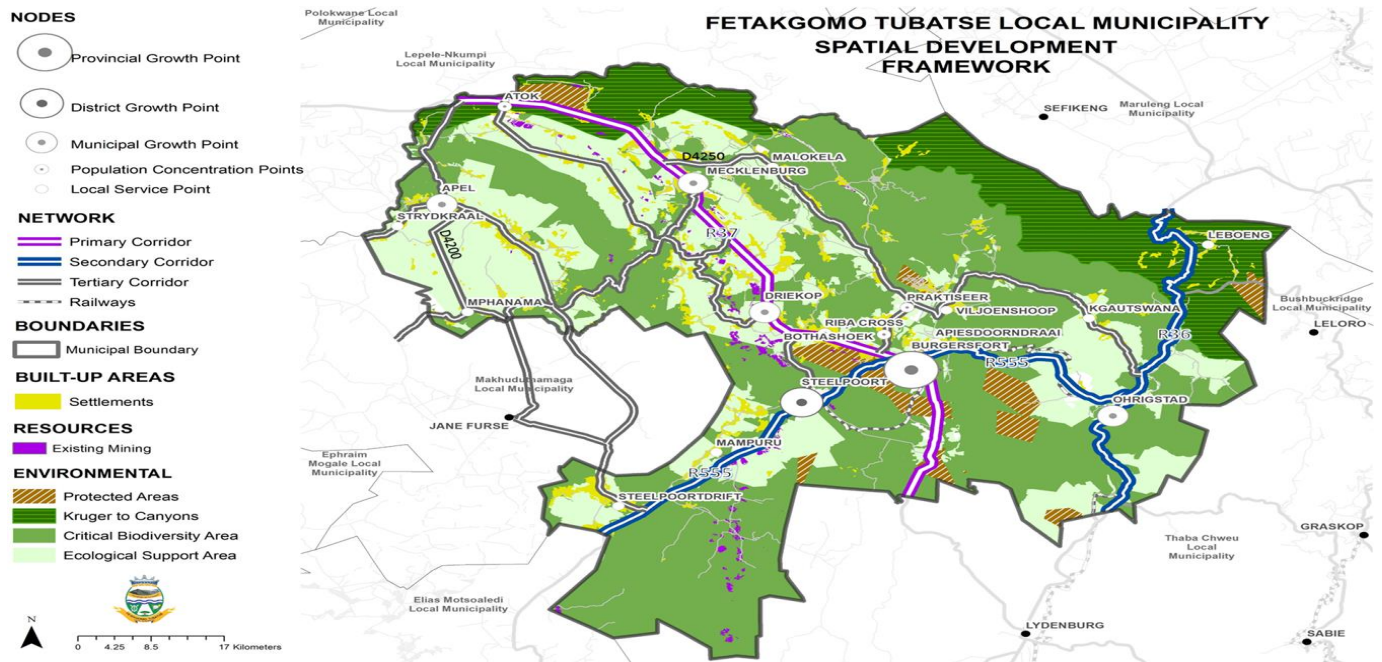 NODES
Provincial Growth Point
District Growth Point
Municipal Growth Point
Population Concentration Points
Local Service Point
NETWORK
Primary Corridor
Secondary Corridor
Tertiary Corridor
Railways
BOUNDARIES
Municipal Boundary
BUILT-UP AREAS
Settlements
RESOURCES
Existing Mining
ENVIRONMENTAL
Protected Areas
Kruger to Canyons
Critical Biodiversity Area
Ecological Support Area
N
0 4.25 8.5 17 Kilometers
FETAKGOMO TUBATSE LOCAL MUNICIPALITY
SPATIAL DEVELOPMENT
FRAMEWORK
Polokwane Local
Municipality
Lepele-Nkumpi
Local Municipality
ATOK
SEFIKENG
Maruleng Local
Municipality
D4250
MALOKELA
MECKLENBURG
APEL
STRYDKRAAL
D4200
R37
LEBOENG
MPHANAMA
DRIEKOP
PRAKTISEER
VILJOENSHOOP
KGAUTSWANA
Bushbuckridge
Local Municipality
LELORO
RIBA CROSS
BOTHASHOEK
APIESDOORNDRAAI
BURGERSFORT
R555
R36
Makhuduthamaga
Local Municipality
STEELPOORT
JANE FURSE
OHRIGSTAD
MAMPURU
R555
Ephraim
Mogale Local
Municipality
STEELPOORTDRIFT
GRASKOP
Thaba Chweu
Local
Municipality
Elias Motsoaledi
Local Municipality
LYDENBURG
SABIE